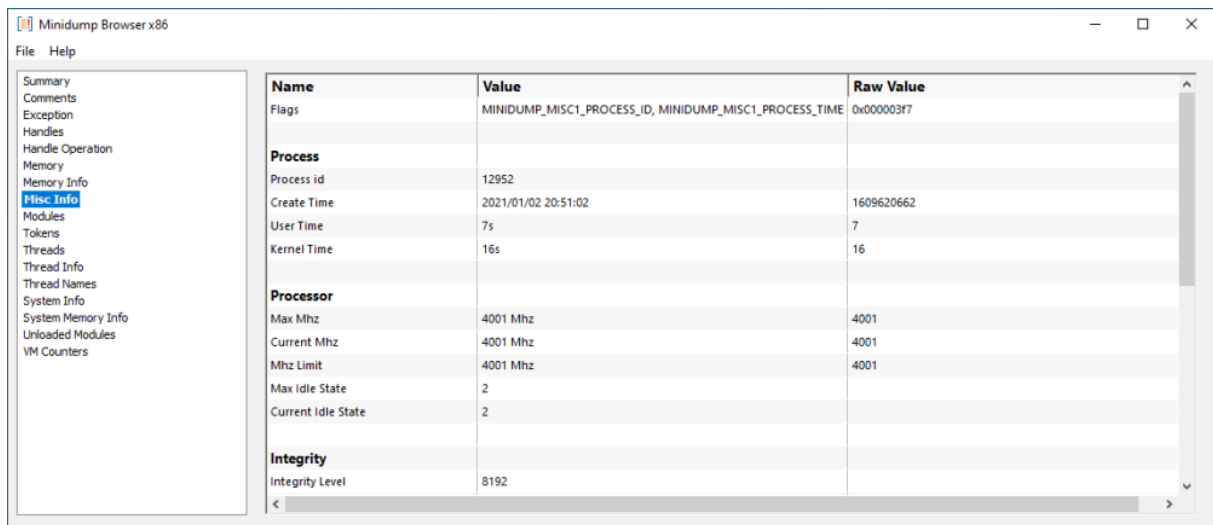 Minidump Browser x86
File Help
Summary
Comments
Exception
Handles
Handle Operation
Memory
Memory Info
Misc Info
Modules
Tokens
Threads
Thread Info
Thread Names
System Info
System Memory Info
Unloaded Modules
VM Counters
Name Value Raw Value
Flags MINIDUMP_MISC1_PROCESS_ID, MINIDUMP_MISC1_PROCESS_TIME 0x000003f7
Process
Process id 12952
Create Time 2021/01/02 20:51:02 1609620662
User Time 7s 7
Kernel Time 16s 16
Processor
Max Mhz 4001 Mhz 4001
Current Mhz 4001 Mhz 4001
Mhz Limit 4001 Mhz 4001
Max Idle State 2
Current Idle State 2
Integrity
Integrity Level 8192